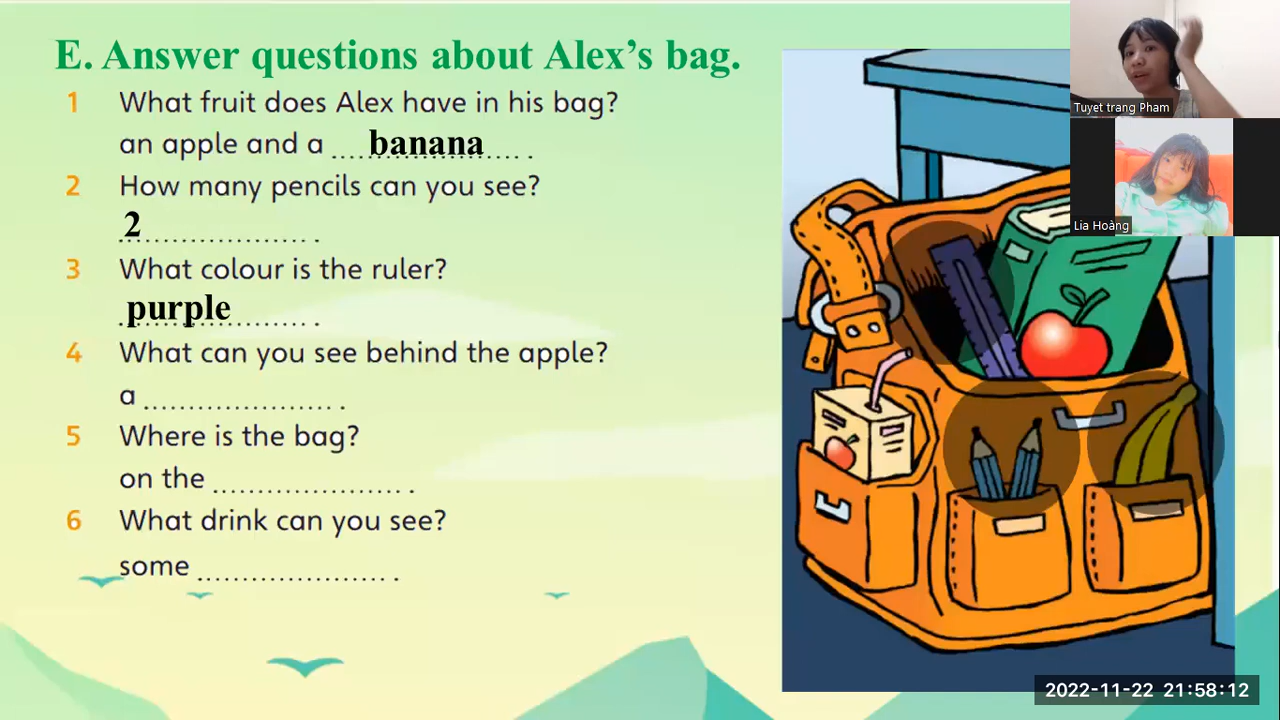 E. Answer questions about Alex's bag.
1 What fruit does Alex have in his bag?
an apple and a banana .
2 How many pencils can you see?
2 .
3 What colour is the ruler?
purple .
4 What can you see behind the apple?
a ..................... .
5 Where is the bag?
on the ..................... .
6 What drink can you see?
some ..................... .
Tuyet trang Pham
Lia Hoàng
2022-11-22 21:58:12